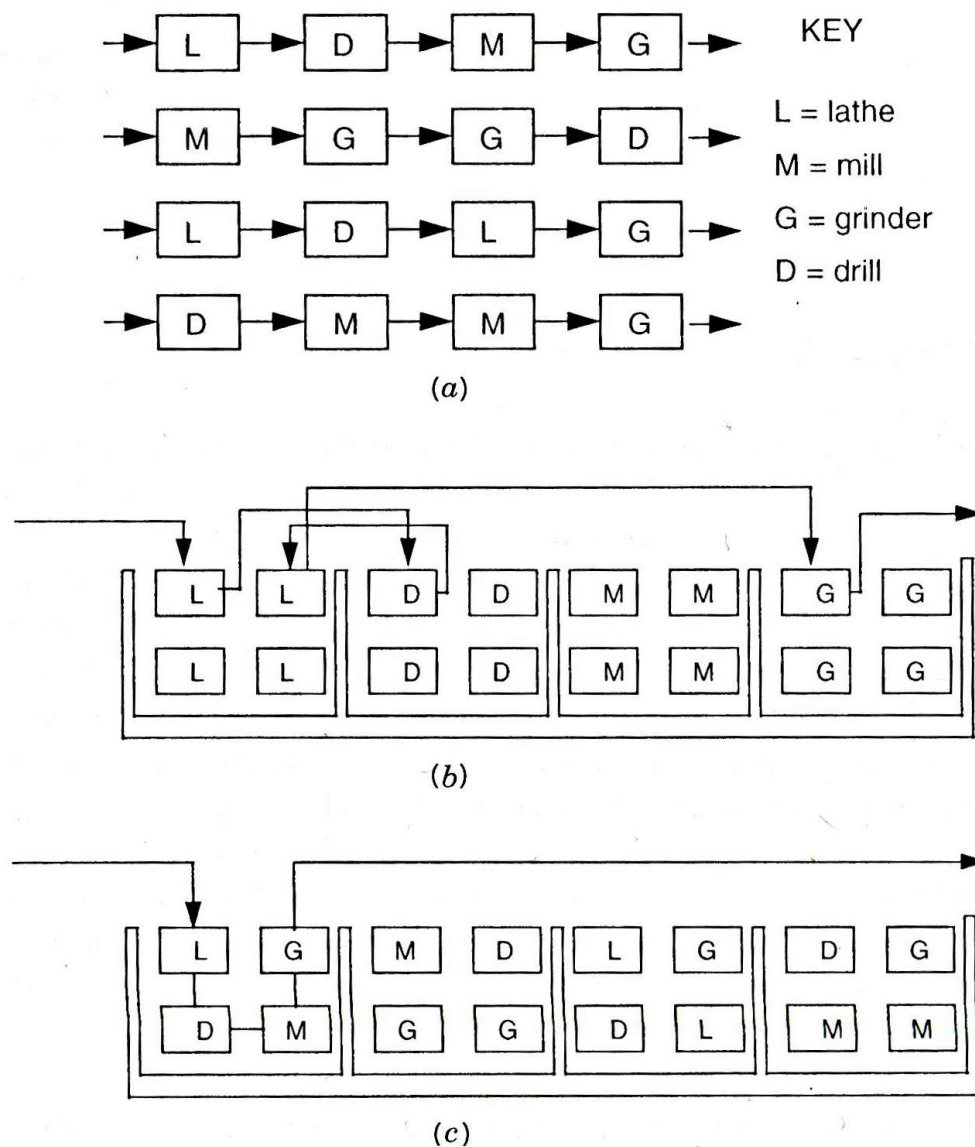 L D M G
KEY
M G G D
L = lathe
M = mill
L D L G
G = grinder
D = drill
D M M G
(a)
L L D D M M G G
L L D D M M G G
(b)
L G M D L G D G
D M G G D L M M
(c)